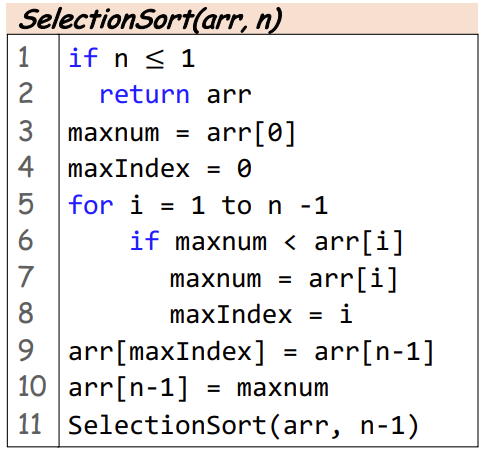 SelectionSort(arr, n)
1 if n ≤ 1
2 return arr
3 maxnum = arr[0]
4 maxIndex = 0
5 for i = 1 to n -1
6 if maxnum < arr[i]
7 maxnum = arr[i]
8 maxIndex = i
9 arr[maxIndex] = arr[n-1]
10 arr[n-1] = maxnum
11 SelectionSort(arr, n-1)